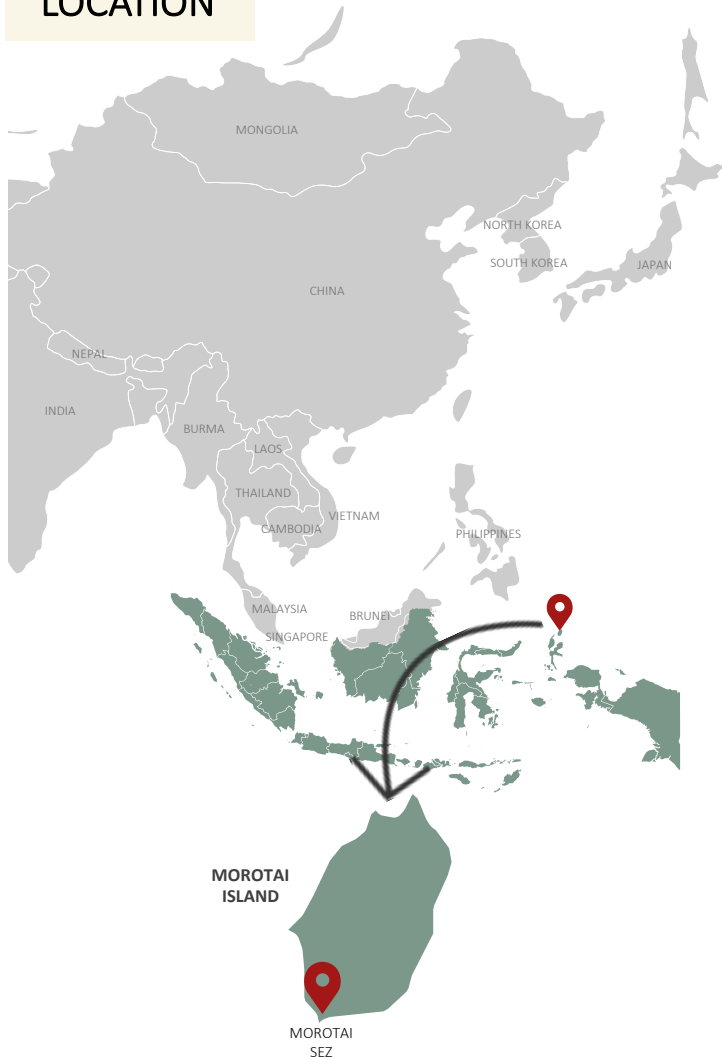 LOCATION
MONGOLIA
NORTH KOREA
SOUTH KOREA
JAPAN
CHINA
NEPAL
INDIA
BURMA
LAOS
THAILAND
VIETNAM
CAMBODIA
PHILIPPINES
MALAYSIA
BRUNEI
SINGAPORE
MOROTAI
ISLAND
MOROTAI
SEZ